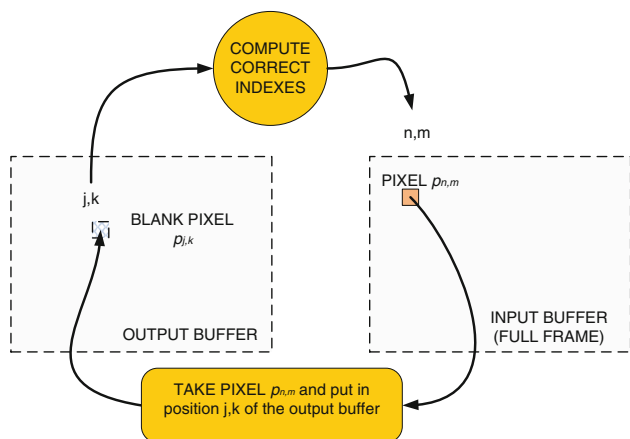 COMPUTE
CORRECT
INDEXES
n,m
j,k
BLANK PIXEL
pj,k
OUTPUT BUFFER
PIXEL pn,m
INPUT BUFFER
(FULL FRAME)
TAKE PIXEL pn,m and put in
position j,k of the output buffer